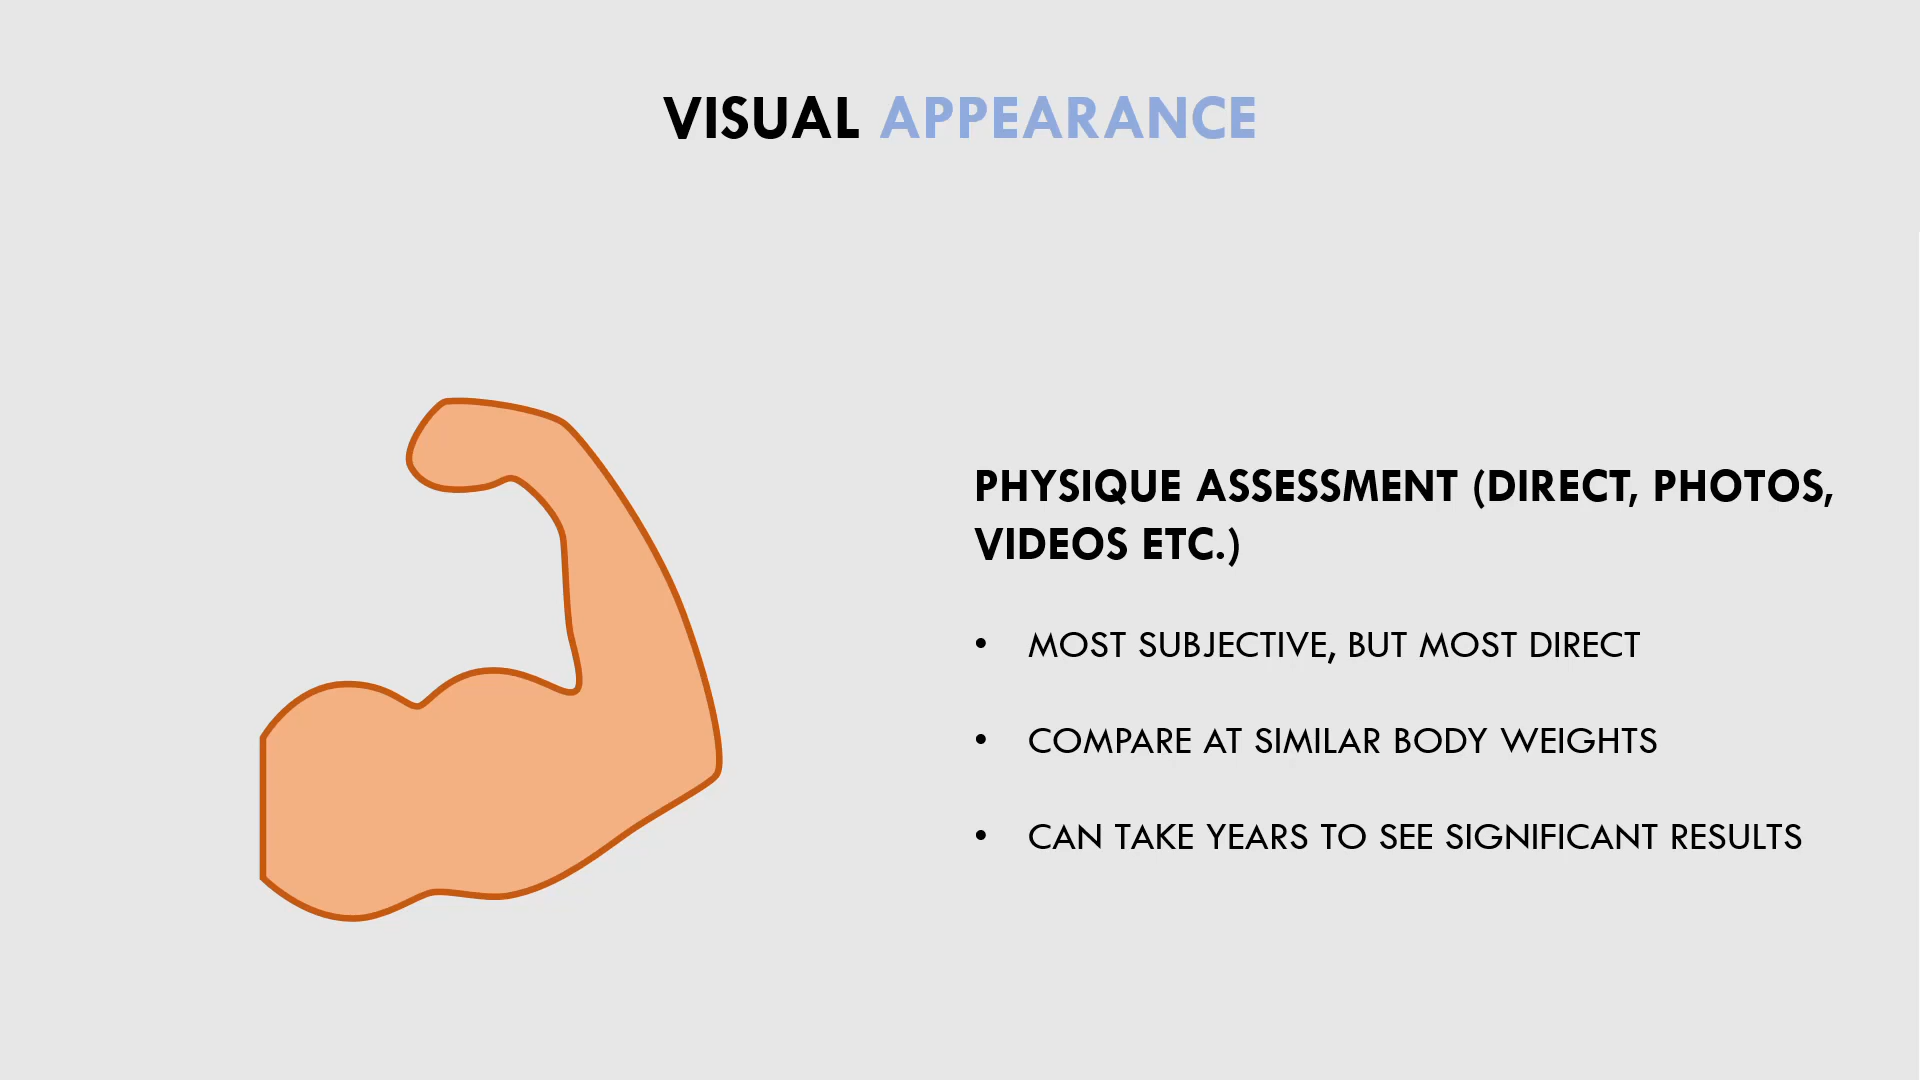 VISUAL APPEARANCE
PHYSIQUE ASSESSMENT (DIRECT, PHOTOS,
VIDEOS ETC.)
• MOST SUBJECTIVE, BUT MOST DIRECT
• COMPARE AT SIMILAR BODY WEIGHTS
• CAN TAKE YEARS TO SEE SIGNIFICANT RESULTS